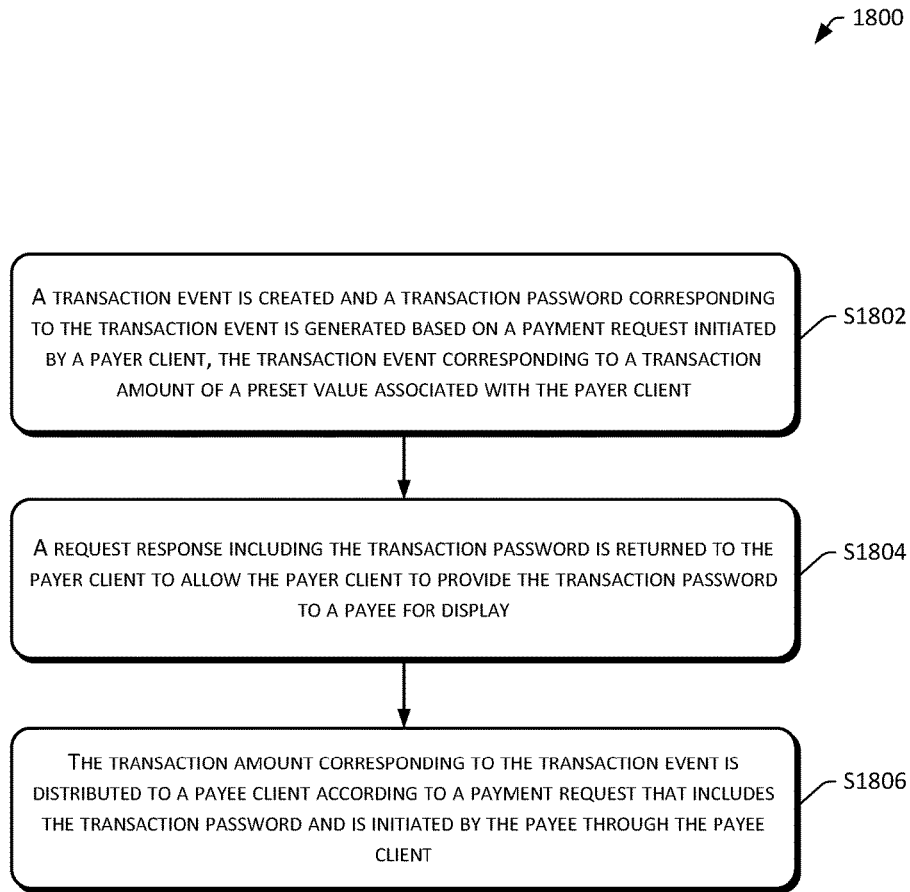 1800
A TRANSACTION EVENT IS CREATED AND A TRANSACTION PASSWORD CORRESPONDING
TO THE TRANSACTION EVENT IS GENERATED BASED ON A PAYMENT REQUEST INITIATED
BY A PAYER CLIENT, THE TRANSACTION EVENT CORRESPONDING TO A TRANSACTION
AMOUNT OF A PRESET VALUE ASSOCIATED WITH THE PAYER CLIENT
S1802
A REQUEST RESPONSE INCLUDING THE TRANSACTION PASSWORD IS RETURNED TO THE
PAYER CLIENT TO ALLOW THE PAYER CLIENT TO PROVIDE THE TRANSACTION PASSWORD
TO A PAYEE FOR DISPLAY
S1804
THE TRANSACTION AMOUNT CORRESPONDING TO THE TRANSACTION EVENT IS
DISTRIBUTED TO A PAYEE CLIENT ACCORDING TO A PAYMENT REQUEST THAT INCLUDES
THE TRANSACTION PASSWORD AND IS INITIATED BY THE PAYEE THROUGH THE PAYEE
CLIENT
S1806